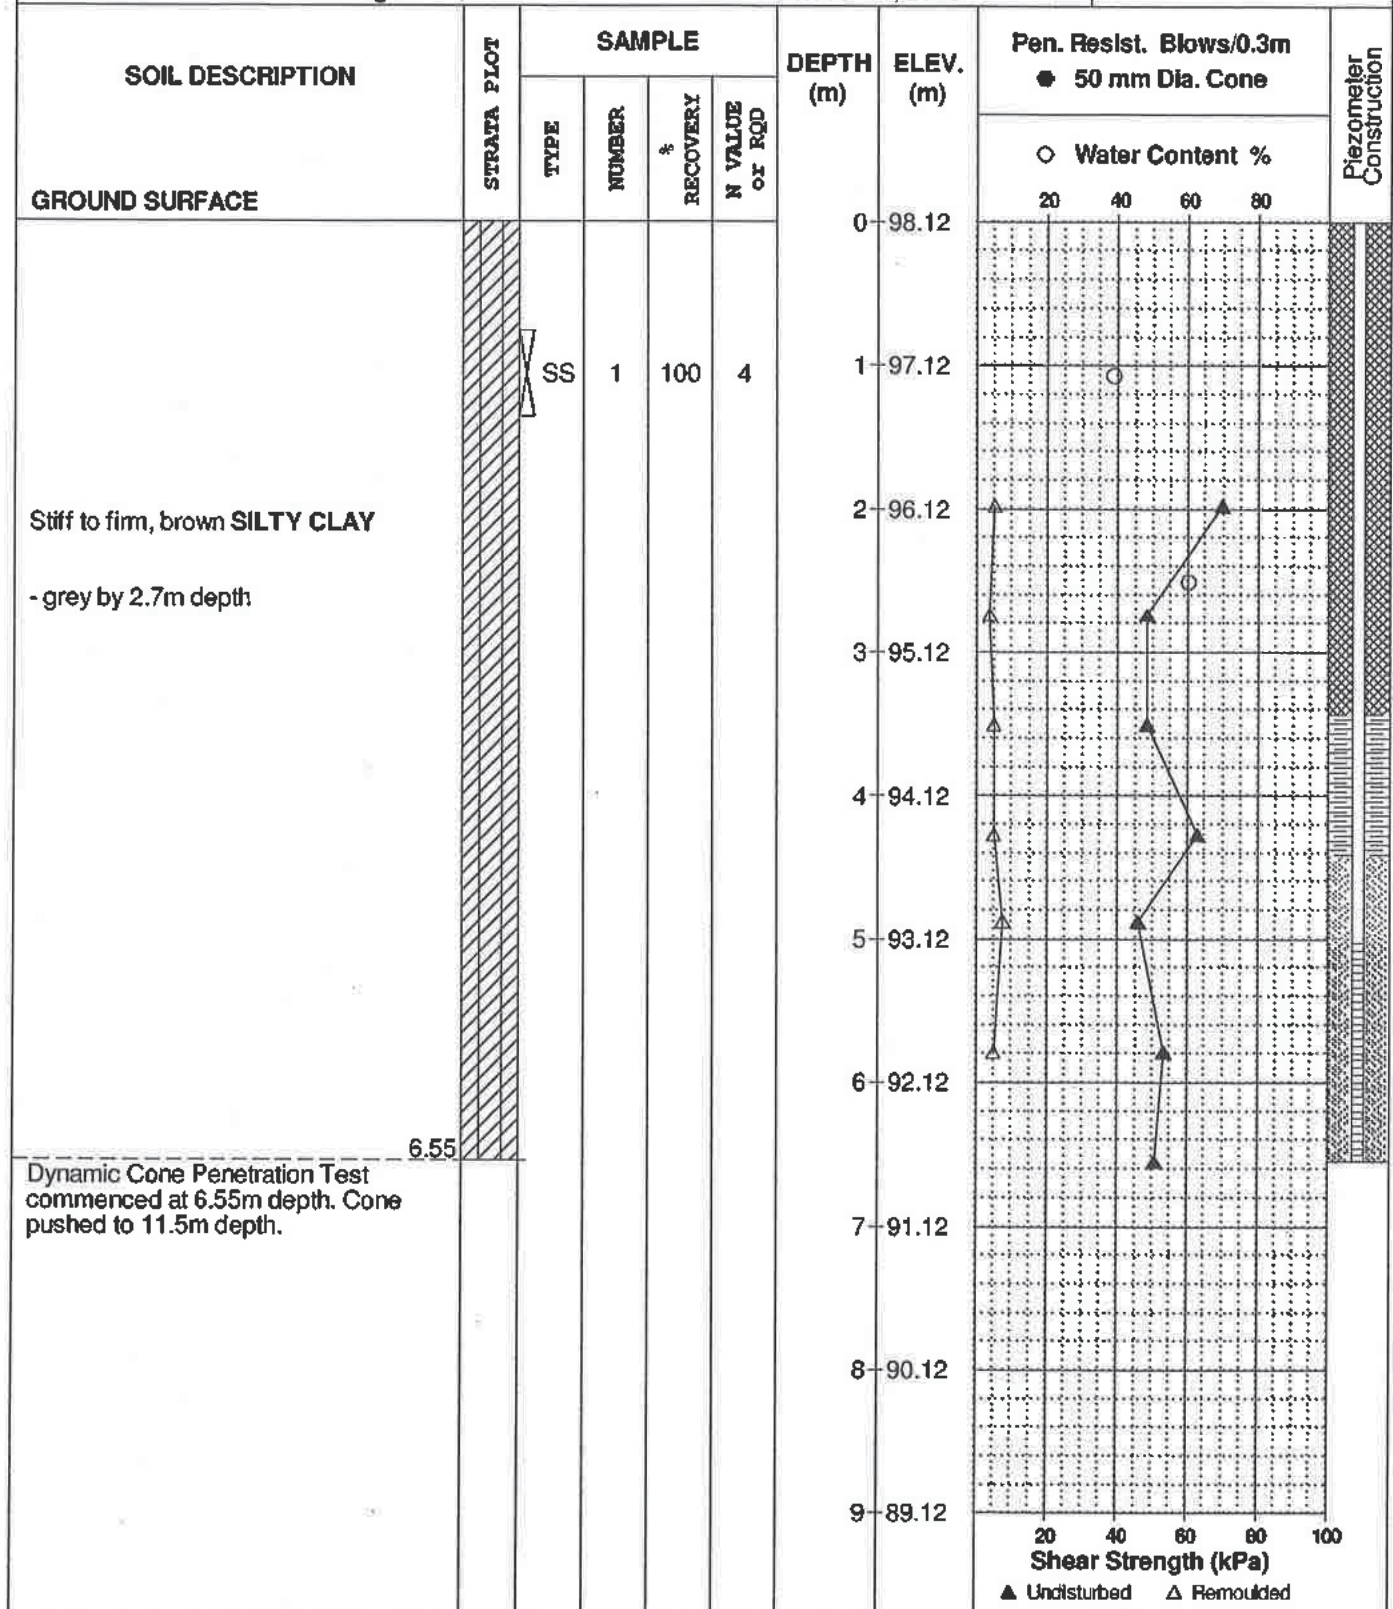 SOIL DESCRIPTION
GROUND SURFACE
STRATA PLOT
SAMPLE
TYPE
NUMBER
%
RECOVERY
N VALUE
or RQD
DEPTH
(m)
ELEV.
(m)
Pen. Resist. Blows/0.3m
● 50 mm Dia. Cone
○ Water Content %
20 40 60 80
Piezometer
Construction
0 98.12
SS 1 100 4
1 97.12
Stiff to firm, brown SILTY CLAY
2 96.12
- grey by 2.7m depth
3 95.12
4 94.12
5 93.12
6 92.12
6.55
Dynamic Cone Penetration Test
commenced at 6.55m depth. Cone
pushed to 11.5m depth.
7 91.12
8 90.12
9 89.12
20 40 60 80 100
Shear Strength (kPa)
▲ Undisturbed △ Remoulded